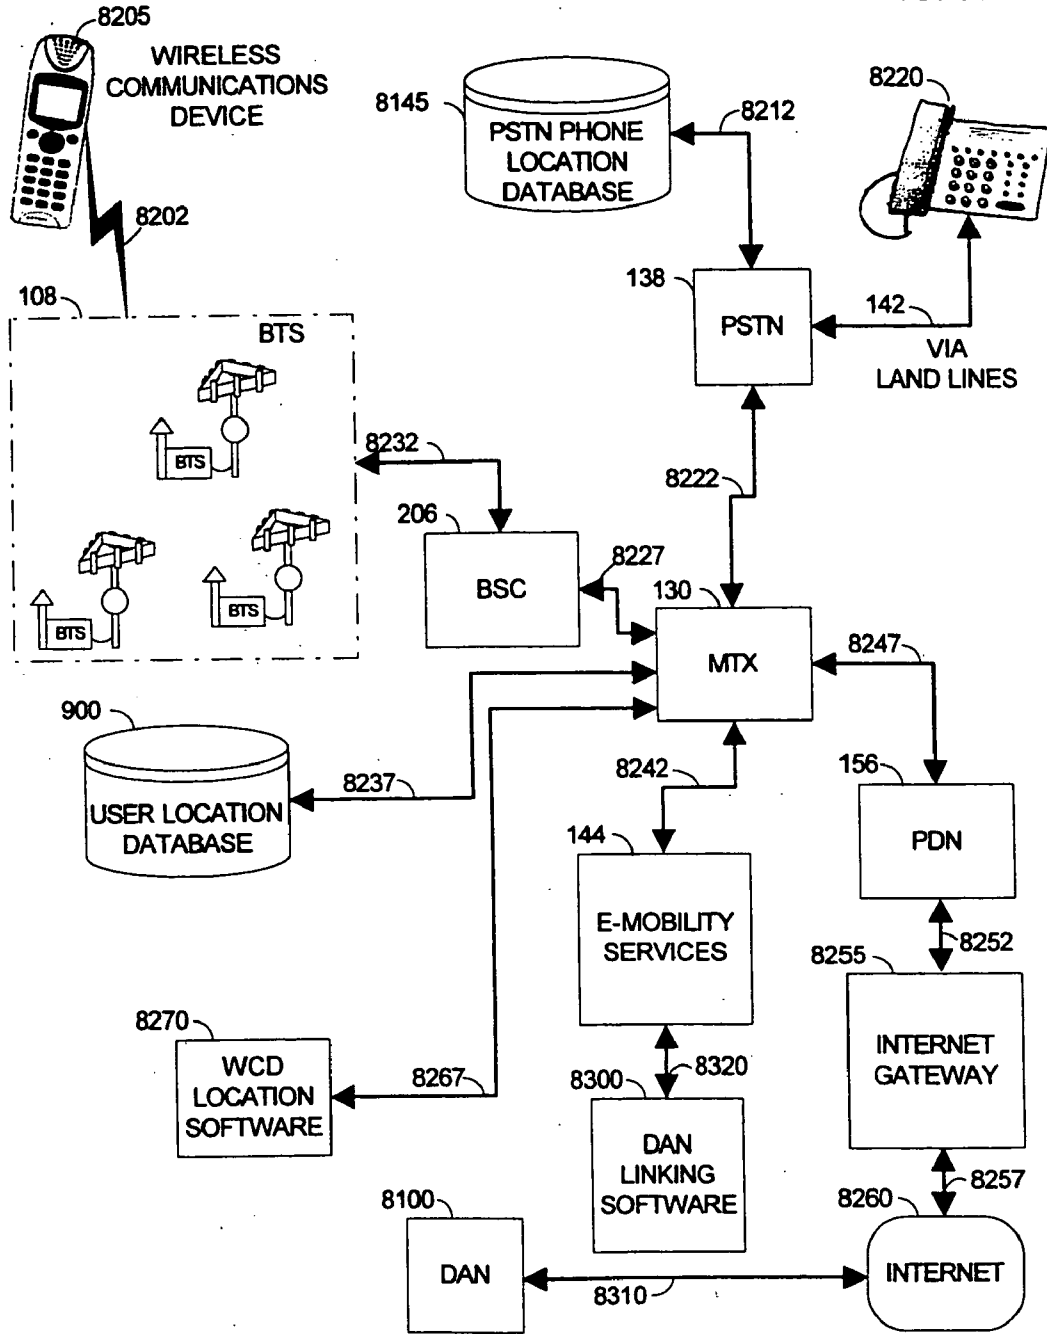 8205
WIRELESS
COMMUNICATIONS
DEVICE
8145
PSTN PHONE
LOCATION
DATABASE
8212
8220
8202
138
PSTN
142
VIA
LAND LINES
108
BTS
BTS
BTS
BTS
8232
8222
206
BSC
8227
130
MTX
8247
900
USER LOCATION
DATABASE
8237
8242
144
E-MOBILITY
SERVICES
156
PDN
8252
8255
INTERNET
GATEWAY
8270
WCD
LOCATION
SOFTWARE
8267
8320
8300
DAN
LINKING
SOFTWARE
8257
8260
INTERNET
8100
DAN
8310